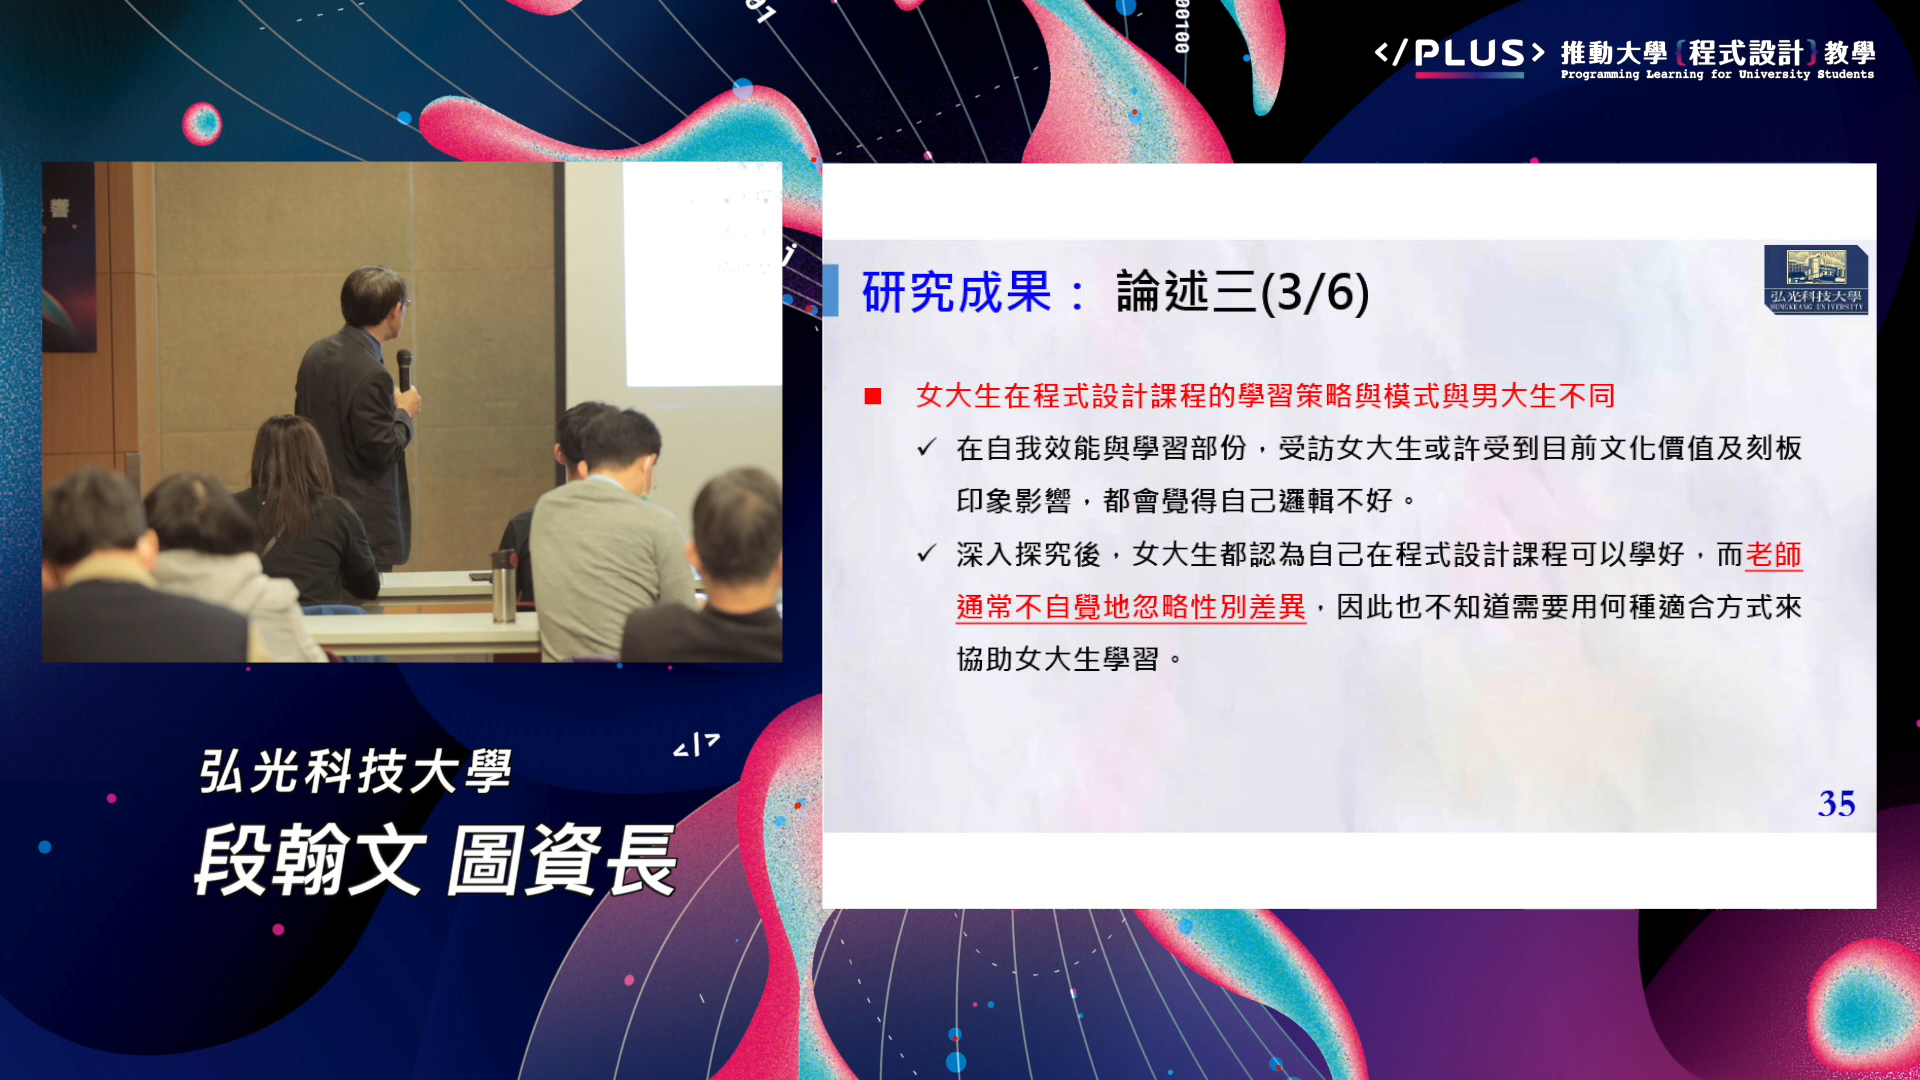 01
00100
</PLUS> 推動大學{程式設計}教學
Programming Learning for University Students
響
j
研究成果： 論述三(3/6)
弘光科技大學
HUNGKUANG UNIVERSITY
女大生在程式設計課程的學習策略與模式與男大生不同
✓ 在自我效能與學習部份，受訪女大生或許受到目前文化價值及刻板
印象影響，都會覺得自己邏輯不好。
✓ 深入探究後，女大生都認為自己在程式設計課程可以學好，而老師
通常不自覺地忽略性別差異，因此也不知道需要用何種適合方式來
協助女大生學習。
35
</>
弘光科技大學
段翰文 圖資長